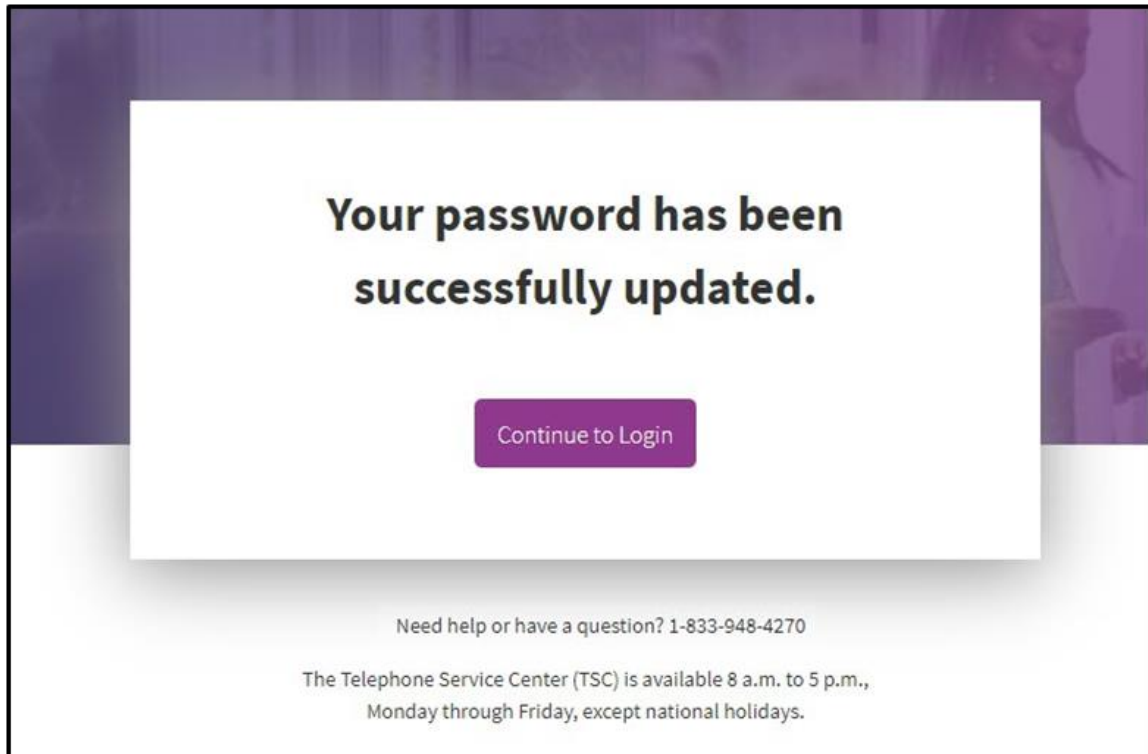 Your password has been
successfully updated.
Continue to Login
Need help or have a question? 1-833-948-4270
The Telephone Service Center (TSC) is available 8 a.m. to 5 p.m.,
Monday through Friday, except national holidays.